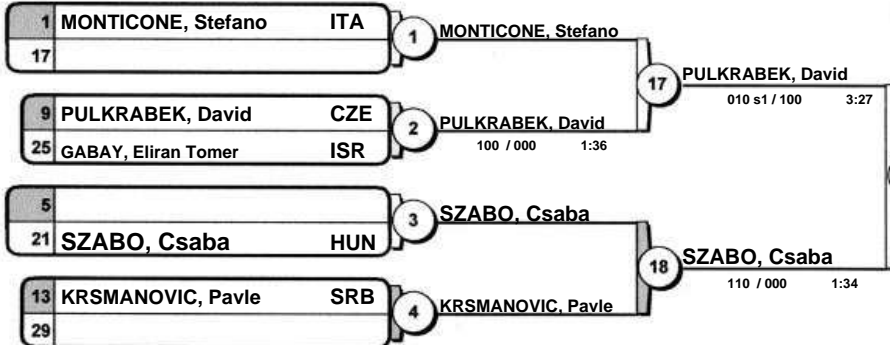 1 MONTICONE, Stefano ITA
17
1
MONTICONE, Stefano
9 PULKRABEK, David CZE
25 GABAY, Eliran Tomer ISR
2
PULKRABEK, David
100 / 000 1:36
17
PULKRABEK, David
010 s1 / 100 3:27
5
21 SZABO, Csaba HUN
3
SZABO, Csaba
13 KRSMANOVIC, Pavle SRB
29
4
KRSMANOVIC, Pavle
18
SZABO, Csaba
110 / 000 1:34